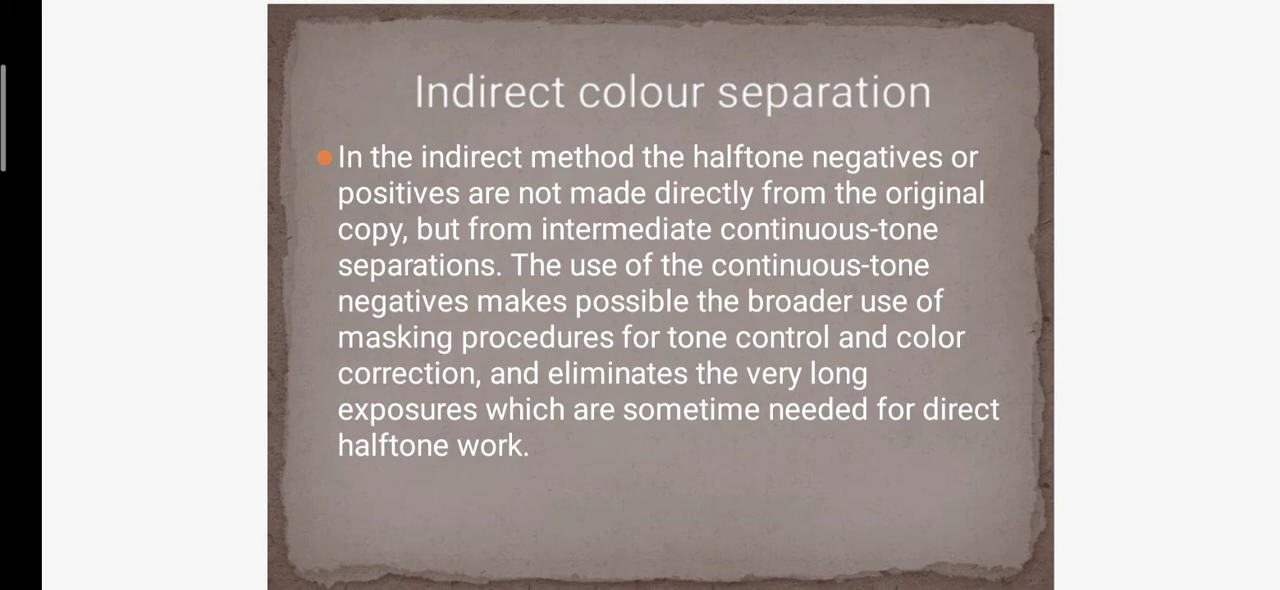 Indirect colour separation
In the indirect method the halftone negatives or
positives are not made directly from the original
copy, but from intermediate continuous-tone
separations. The use of the continuous-tone
negatives makes possible the broader use of
masking procedures for tone control and color
correction, and eliminates the very long
exposures which are sometime needed for direct
halftone work.